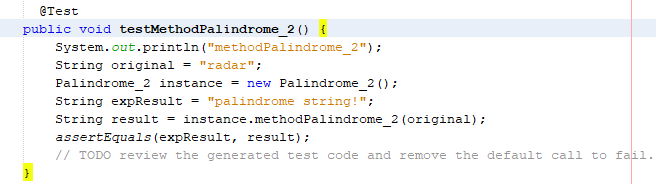 @Test
public void testMethodPalindrome_2() {
System.out.println("methodPalindrome_2");
String original = "radar";
Palindrome_2 instance = new Palindrome_2();
String expResult = "palindrome string!";
String result = instance.methodPalindrome_2(original);
assertEquals(expResult, result);
// TODO review the generated test code and remove the default call to fail.
}